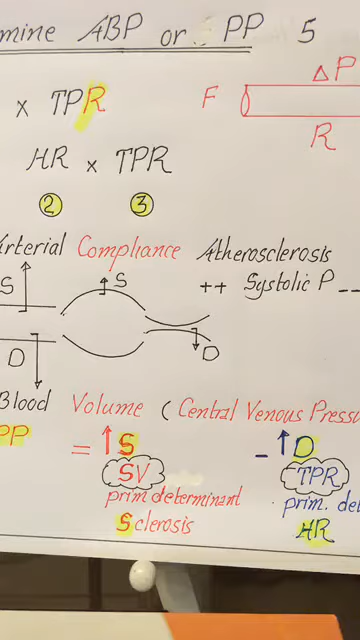 mine ABP or PP 5
ΔP
x TPR F
R
HR x TPR
2 3
Arterial Compliance Atherosclerosis
S S ++ Systolic P --
D D
Blood Volume (Central Venous Pressu
PP = ↑S - ↑D
SV TPR
prim determinant prim. de
Sclerosis HR